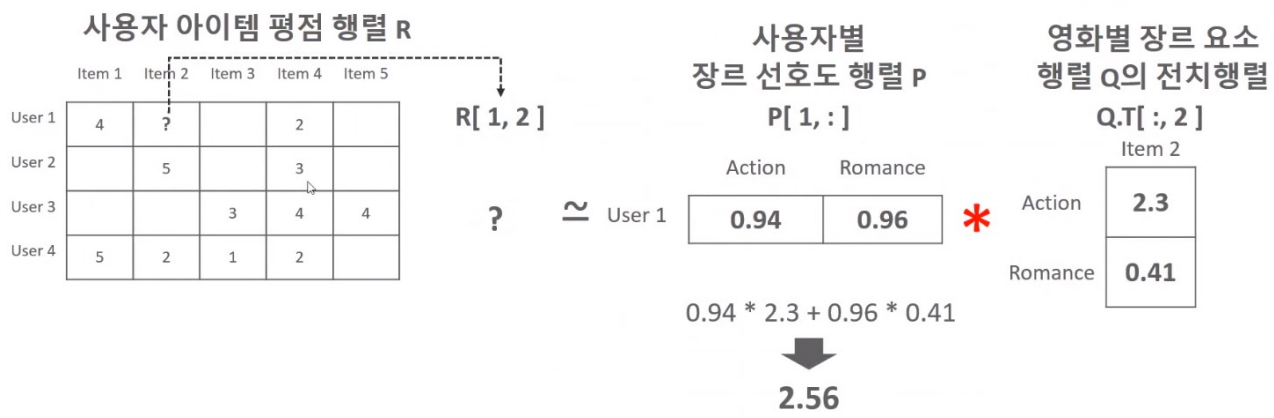 사용자 아이템 평점 행렬 R
Item 1 Item 2 Item 3 Item 4 Item 5
User 1 4 ? 2
User 2 5 3
User 3 3 4 4
User 4 5 2 1 2
R[ 1, 2 ]
?
≃
사용자별
장르 선호도 행렬 P
P[ 1, : ]
Action Romance
User 1 0.94 0.96
*
영화별 장르 요소
행렬 Q의 전치행렬
Q.T[ :, 2 ]
Item 2
Action 2.3
Romance 0.41
0.94 * 2.3 + 0.96 * 0.41
2.56